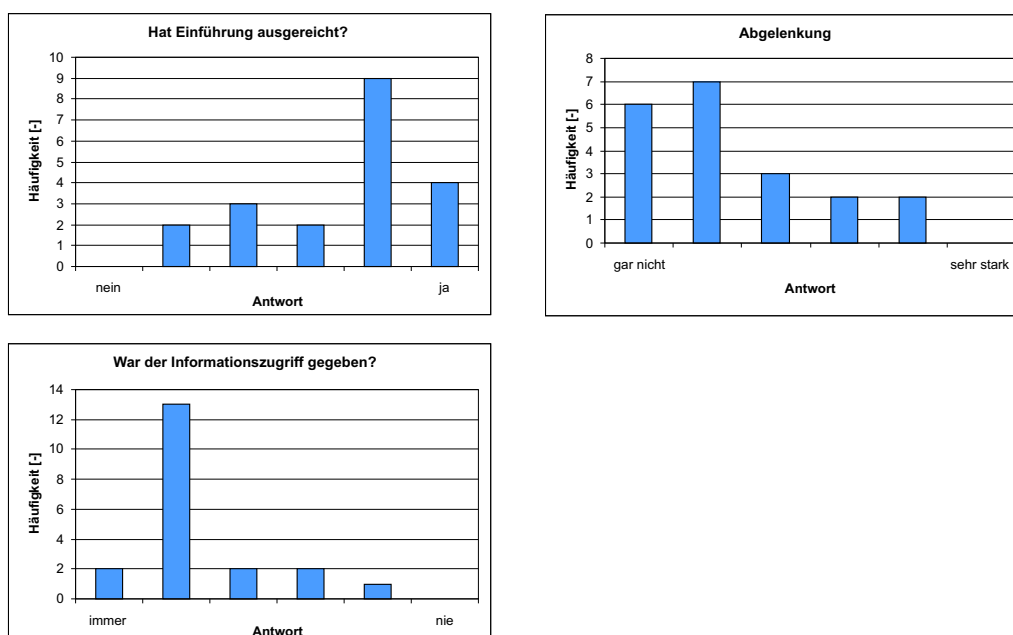 Hat Einführung ausgereicht?
Häufigkeit [-]
10
9
8
7
6
5
4
3
2
1
0
nein
ja
Antwort
Abgelenkung
Häufigkeit [-]
8
7
6
5
4
3
2
1
0
gar nicht
sehr stark
Antwort
War der Informationszugriff gegeben?
Häufigkeit [-]
14
12
10
8
6
4
2
0
immer
nie
Antwort